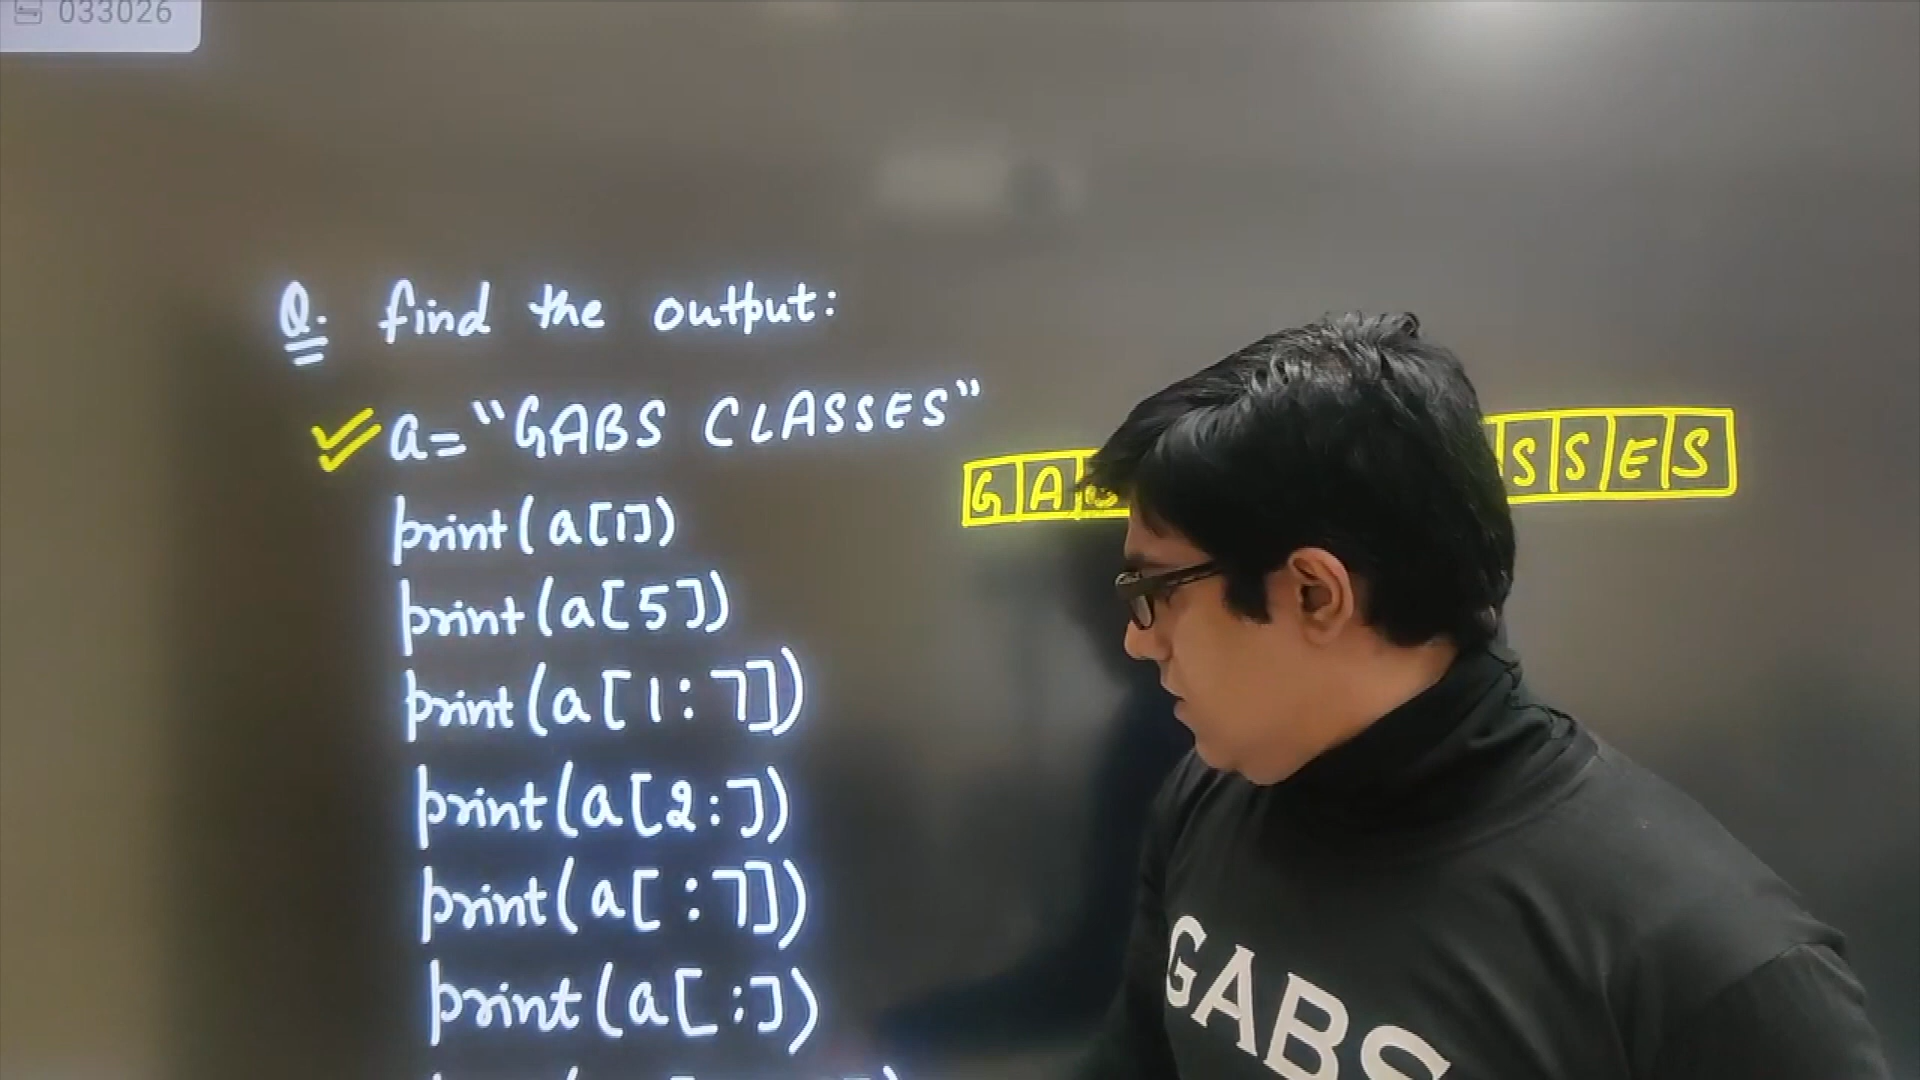 033026
Q. find the output:
a= "GABS CLASSES"
G A S S E S
print(a[1])
print(a[5])
print(a[1:7])
print(a[2:])
print(a[:7])
print(a[:])
GABS